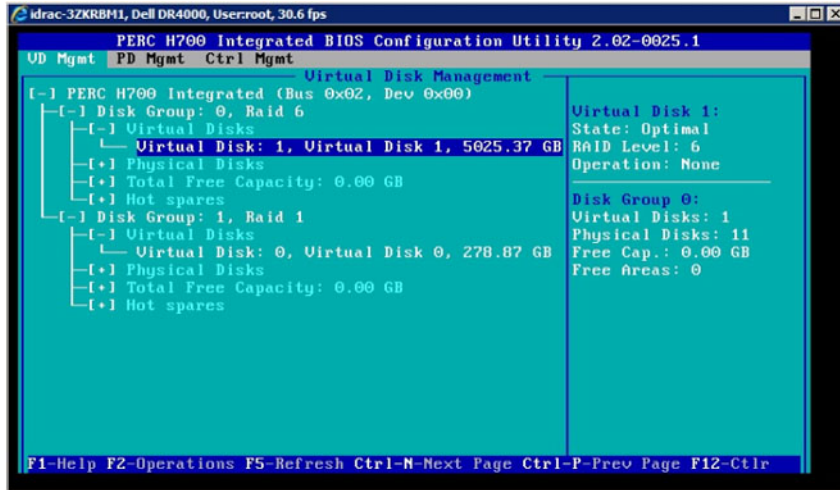 idrac-3ZKRBM1, Dell DR4000, User:root, 30.6 fps
PERC H700 Integrated BIOS Configuration Utility 2.02-0025.1
VD Mgmt PD Mgmt Ctrl Mgmt
Virtual Disk Management
[-] PERC H700 Integrated (Bus 0x02, Dev 0x00)
[-] Disk Group: 0, Raid 6
[-] Virtual Disks
Virtual Disk: 1, Virtual Disk 1, 5025.37 GB
[+] Physical Disks
[+] Total Free Capacity: 0.00 GB
[+] Hot spares
[-] Disk Group: 1, Raid 1
[-] Virtual Disks
Virtual Disk: 0, Virtual Disk 0, 278.87 GB
[+] Physical Disks
[+] Total Free Capacity: 0.00 GB
[+] Hot spares
Virtual Disk 1:
State: Optimal
RAID Level: 6
Operation: None
Disk Group 0:
Virtual Disks: 1
Physical Disks: 11
Free Cap.: 0.00 GB
Free Areas: 0
F1-Help F2-Operations F5-Refresh Ctrl-N-Next Page Ctrl-P-Prev Page F12-Ctlr